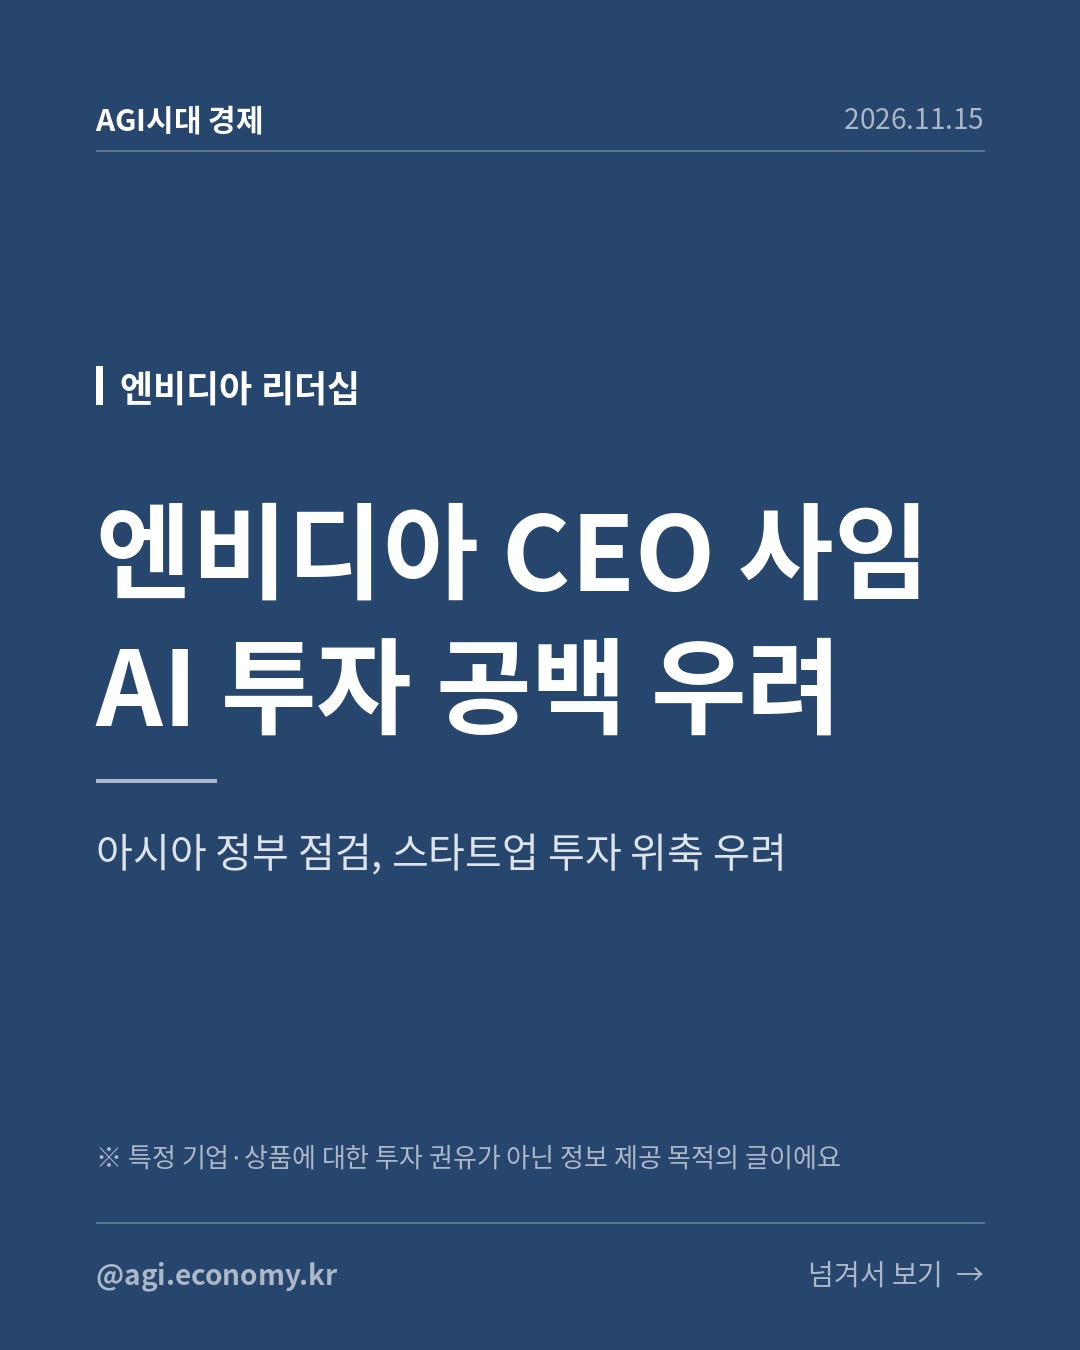 AGI시대 경제
2026.11.15
엔비디아 리더십
엔비디아 CEO 사임
AI 투자 공백 우려
아시아 정부 점검, 스타트업 투자 위축 우려
※ 특정 기업·상품에 대한 투자 권유가 아닌 정보 제공 목적의 글이에요
@agi.economy.kr
넘겨서 보기 →